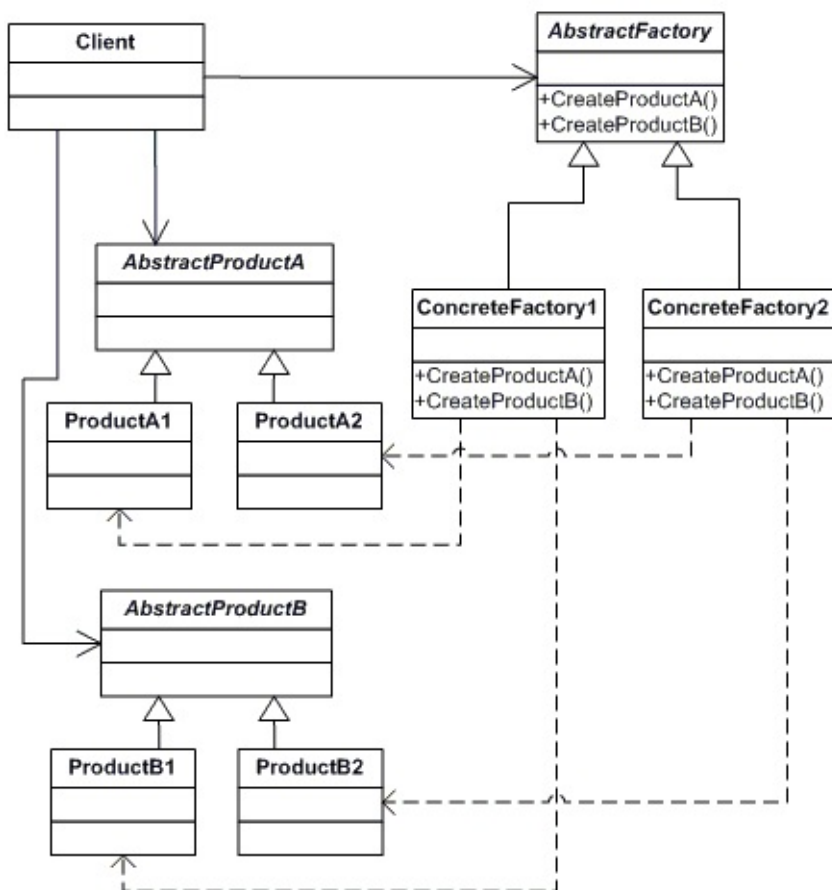 Client
AbstractFactory
+CreateProductA()
+CreateProductB()
AbstractProductA
ConcreteFactory1
+CreateProductA()
+CreateProductB()
ConcreteFactory2
+CreateProductA()
+CreateProductB()
ProductA1
ProductA2
AbstractProductB
ProductB1
ProductB2